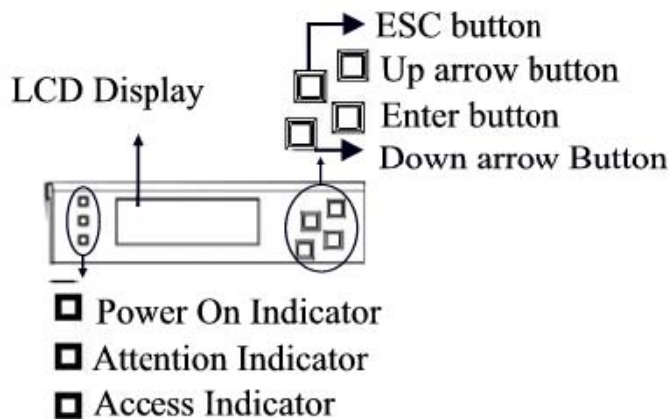 ESC button
Up arrow button
LCD Display
Enter button
Down arrow Button
Power On Indicator
Attention Indicator
Access Indicator